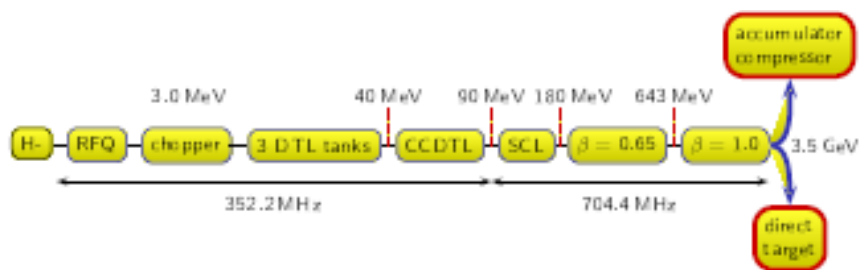 accumulator
compressor
3.0 MeV
40 MeV
90 MeV
180 MeV
643 MeV
H-
RFQ
chopper
3 DTL tanks
CCDTL
SCL
β = 0.65
β = 1.0
3.5 GeV
352.2 MHz
704.4 MHz
direct
target